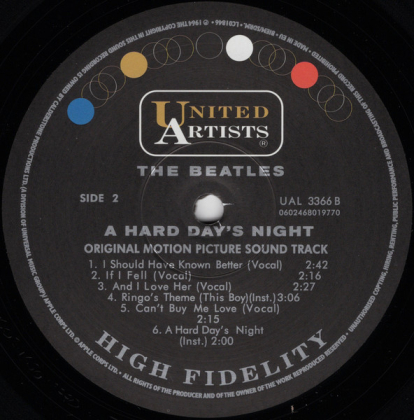 UNITED
ARTISTS
®
THE BEATLES
SIDE 2
UAL 3366 B
0602468019770
A HARD DAY'S NIGHT
ORIGINAL MOTION PICTURE SOUND TRACK
1. I Should Have Known Better (Vocal) 2:42
2. If I Fell (Vocal) 2:16
3. And I Love Her (Vocal) 2:27
4. Ringo's Theme (This Boy)(Inst.) 3:06
5. Can't Buy Me Love (Vocal)
2:15
6. A Hard Day's Night
(Inst.) 2:00
HIGH FIDELITY
• ALL RIGHTS OF THE PRODUCER AND OF THE OWNER OF THE WORK REPRODUCED RESERVED •